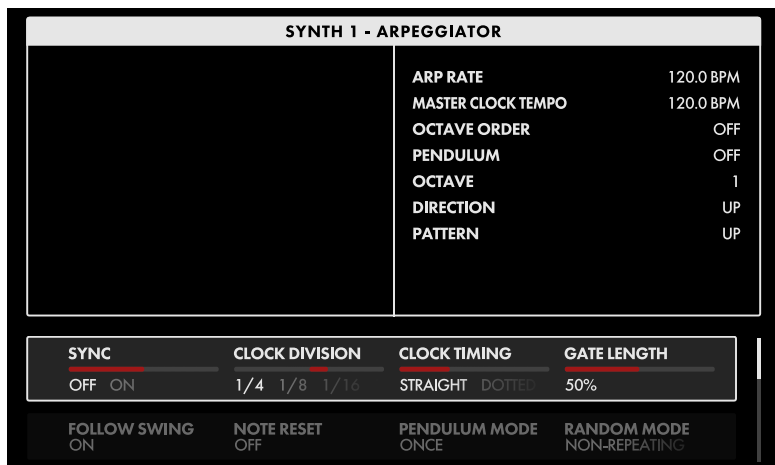 SYNTH 1 - ARPEGGIATOR
ARP RATE 120.0 BPM
MASTER CLOCK TEMPO 120.0 BPM
OCTAVE ORDER OFF
PENDULUM OFF
OCTAVE 1
DIRECTION UP
PATTERN UP
SYNC CLOCK DIVISION CLOCK TIMING GATE LENGTH
OFF ON 1/4 1/8 1/16 STRAIGHT DOTTED 50%
FOLLOW SWING NOTE RESET PENDULUM MODE RANDOM MODE
ON OFF ONCE NON-REPEATING